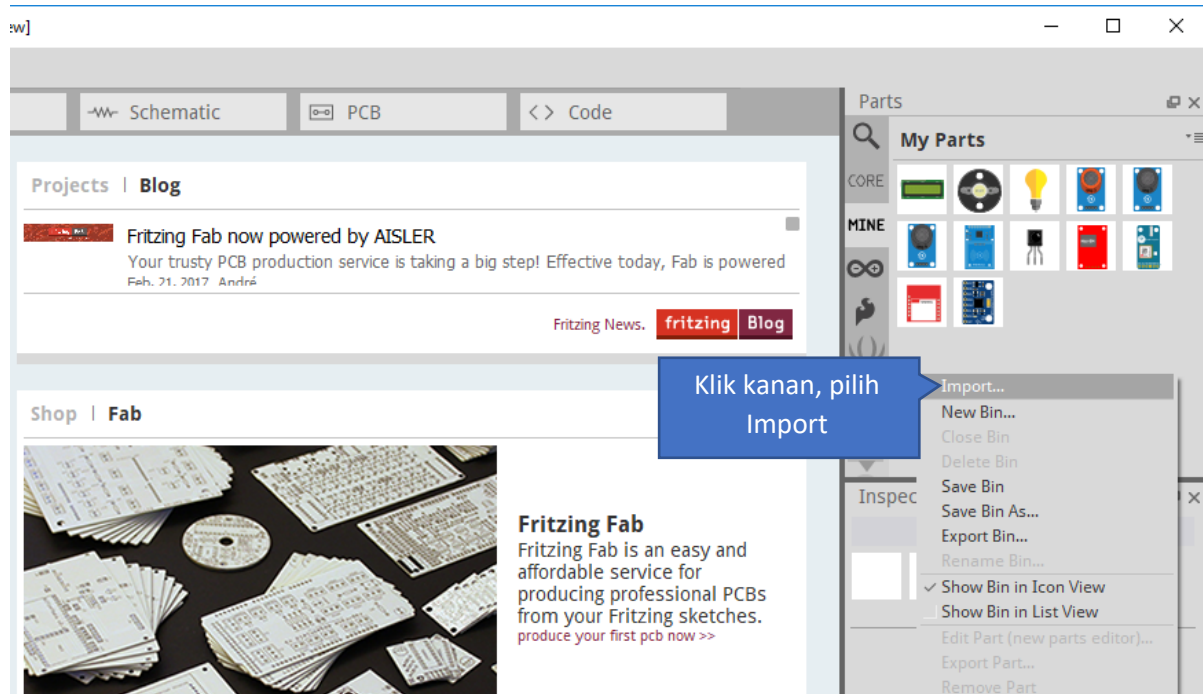 ew]
Schematic
PCB
<> Code
Projects | Blog
Fritzing Fab now powered by AISLER
Your trusty PCB production service is taking a big step! Effective today, Fab is powered
Feb. 21, 2017, André
Fritzing News.
fritzing Blog
Shop | Fab
Fritzing Fab
Fritzing Fab is an easy and
affordable service for
producing professional PCBs
from your Fritzing sketches.
produce your first pcb now >>
Klik kanan, pilih
Import
Parts
My Parts
CORE
MINE
Import...
New Bin...
Close Bin
Delete Bin
Save Bin
Save Bin As...
Export Bin...
Rename Bin...
Show Bin in Icon View
Show Bin in List View
Edit Part (new parts editor)...
Export Part...
Remove Part
Inspec